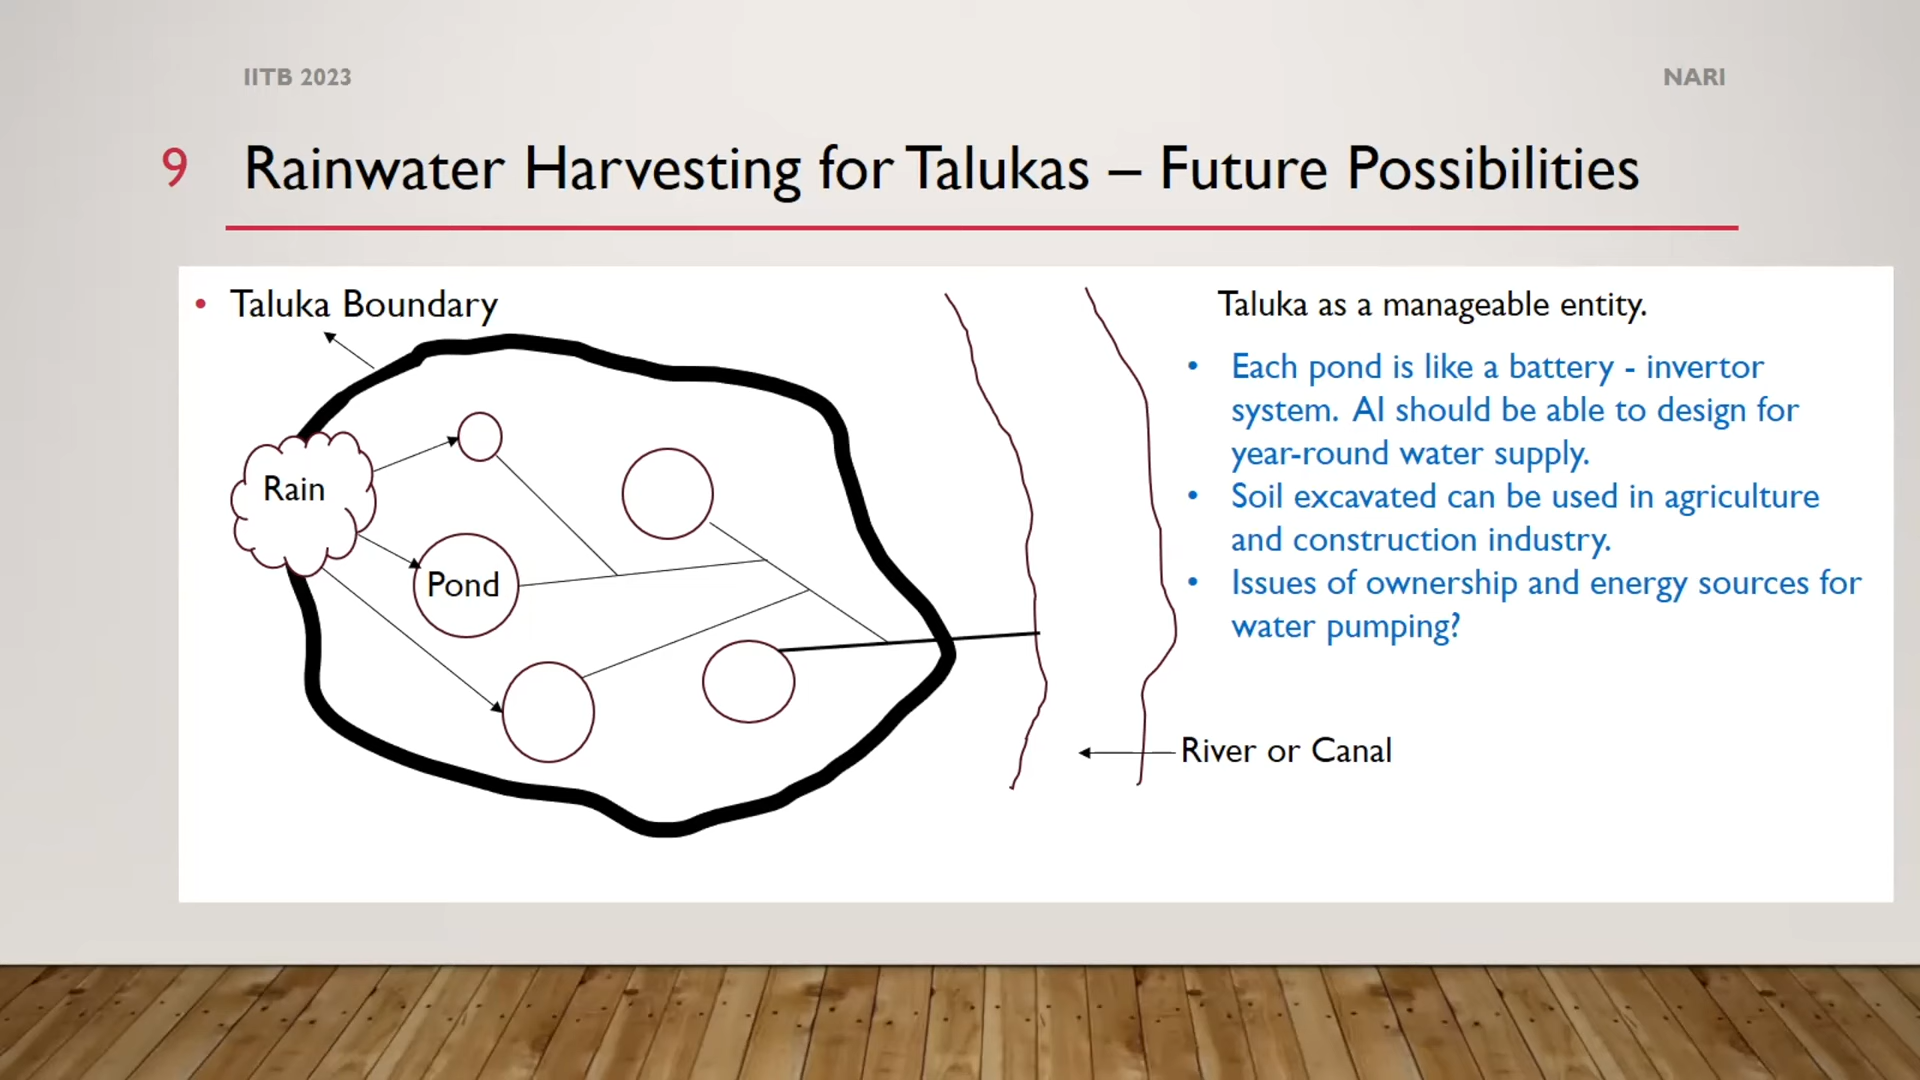 IITB 2023
NARI
9
Rainwater Harvesting for Talukas – Future Possibilities
• Taluka Boundary
Rain
Pond
Taluka as a manageable entity.
• Each pond is like a battery - invertor
system. AI should be able to design for
year-round water supply.
• Soil excavated can be used in agriculture
and construction industry.
• Issues of ownership and energy sources for
water pumping?
River or Canal